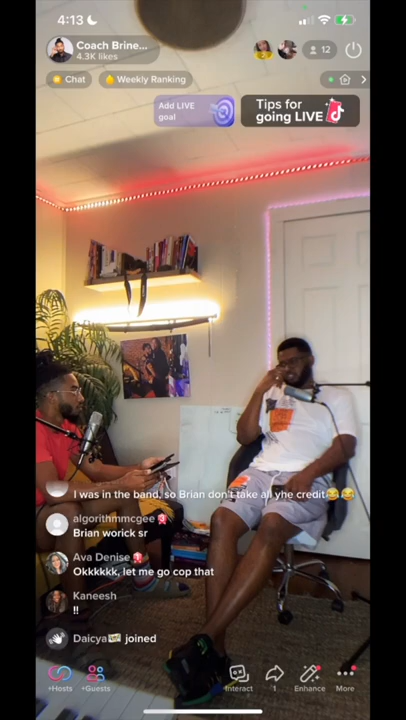 4:13
Coach Brine...
4.3K likes
12
Chat
Weekly Ranking
Add LIVE
goal
Tips for
going LIVE
I was in the band, so Brian don't take all yhe credit😂😂
algorithmmcgee
Brian worick sr
Ava Denise
Okkkkkk, let me go cop that
Kaneesh
!!
Daicya joined
+Hosts
+Guests
Interact
1
Enhance
More